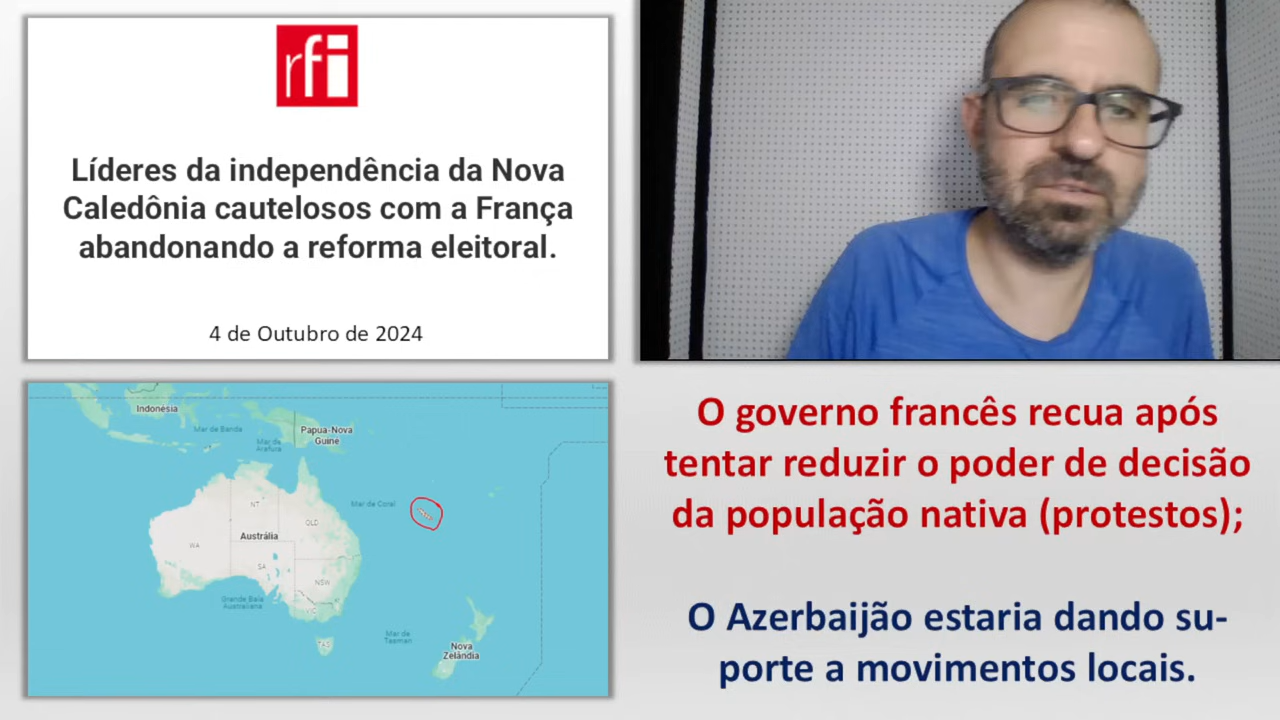 rfi
Líderes da independência da Nova
Caledônia cautelosos com a França
abandonando a reforma eleitoral.
4 de Outubro de 2024
O governo francês recua após
tentar reduzir o poder de decisão
da população nativa (protestos);
O Azerbaijão estaria dando su-
porte a movimentos locais.
Indonésia
Mar de Banda
Papua-Nova
Guiné
Mar de
Arafura
NT
Mar de Coral
QLD
Austrália
WA
SA
NSW
VIC
Grande Baía
Australiana
TAS
Mar de
Tasman
Nova
Zelândia